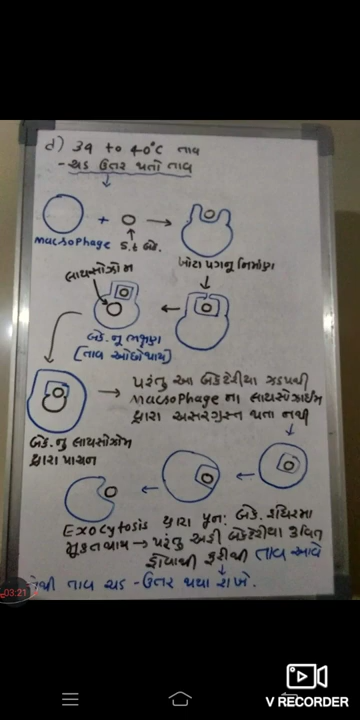 d) 39 to 40°C તાવ
- ચડ ઉતર થતો તાવ
macrophage + S.t બેક.
ખોટા પગનુ નિર્માણ
લાયસોઝોમ
બેક. નુ ભક્ષણ
[તાવ ઓછો થાય]
પરંતુ આ બેક્ટેરીયા ઝડપથી
macrophage ના લાયસોઝાઈમ
દ્વારા અસરગ્રસ્ત થતા નથી
બેક. નુ લાયસોઝોમ
દ્વારા પાચન
Exocytosis દ્વારા પુન: બેક. રુધિરમા
મુક્ત થાય → પરંતુ અહી બેક્ટેરીયા જીવિત
હોવાથી ફરીથી તાવ આવે
તેથી તાવ ચડ - ઉતર થયા રાખે.
03:21
V RECORDER